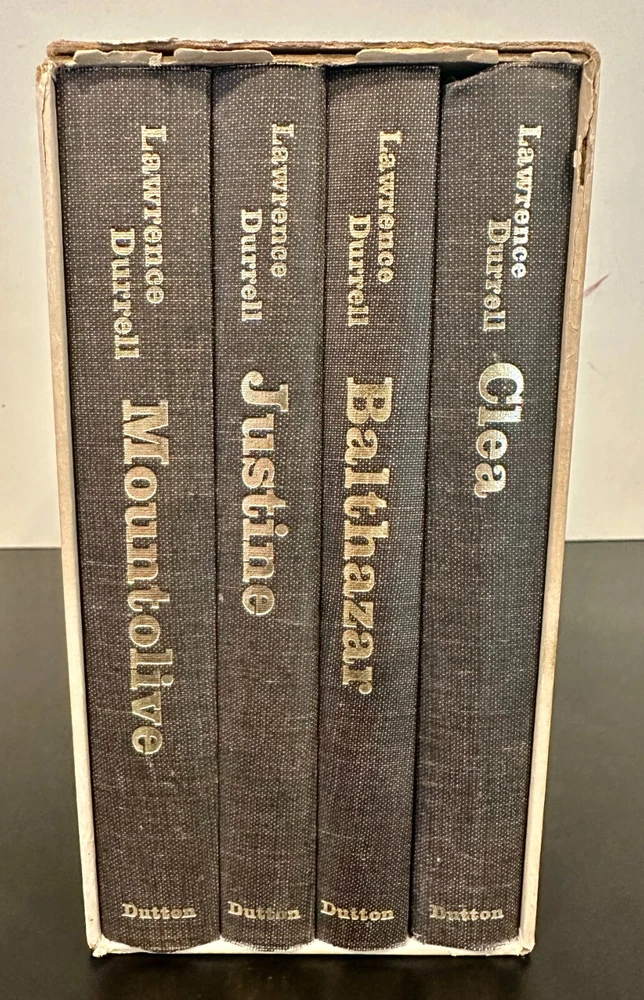 Lawrence
Durrell
Mountolive
Dutton
Lawrence
Durrell
Justine
Dutton
Lawrence
Durrell
Balthazar
Dutton
Lawrence
Durrell
Clea
Dutton